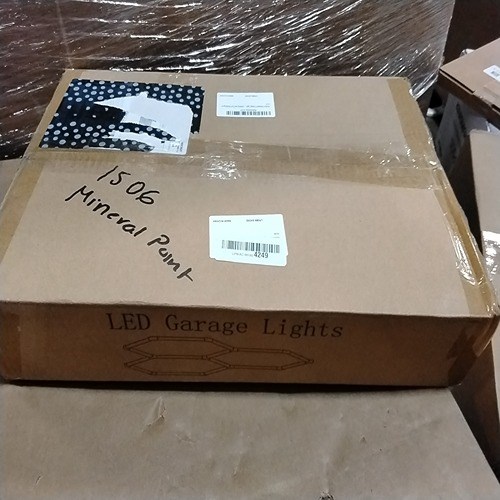 1506
Mineral Point
4249
LED Garage Lights